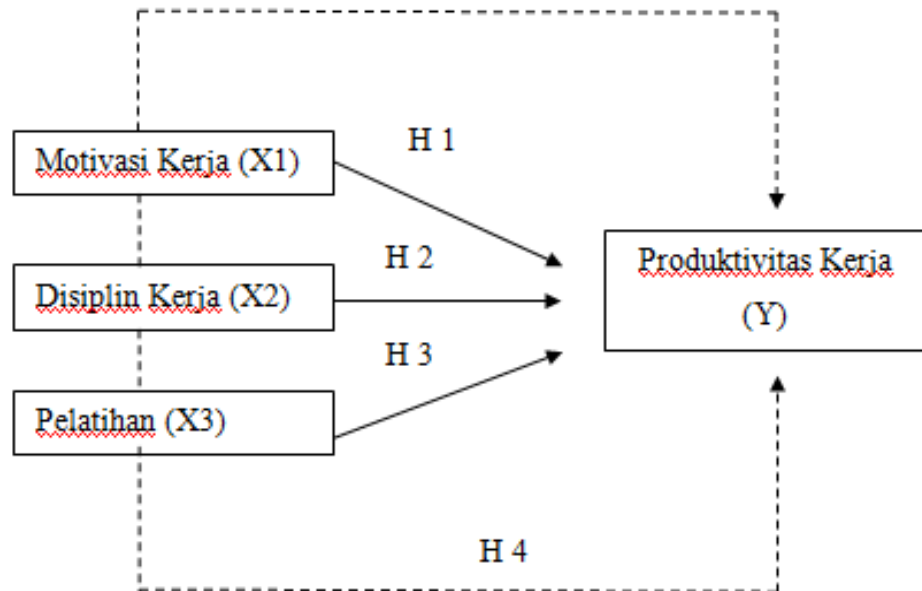 H 1
Motivasi Kerja (X1)
H 2
Disiplin Kerja (X2)
Produktivitas Kerja
(Y)
H 3
Pelatihan (X3)
H 4